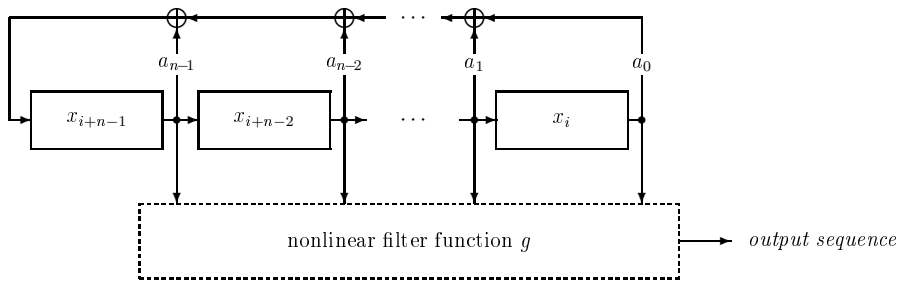 ⊕ ⊕ ··· ⊕
a_{n-1} a_{n-2} a_1 a_0
x_{i+n-1} x_{i+n-2} ··· x_i
nonlinear filter function g
output sequence